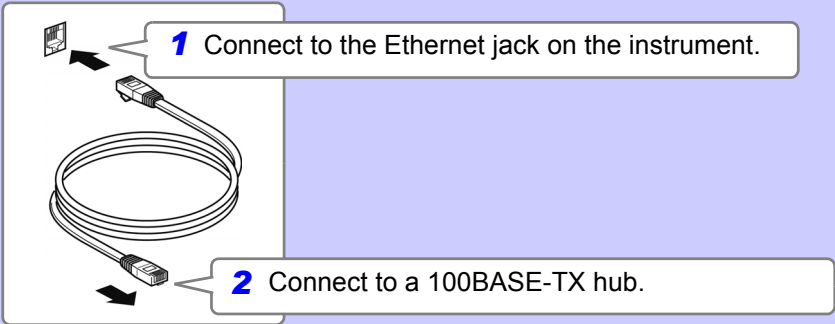 1 Connect to the Ethernet jack on the instrument.
2 Connect to a 100BASE-TX hub.